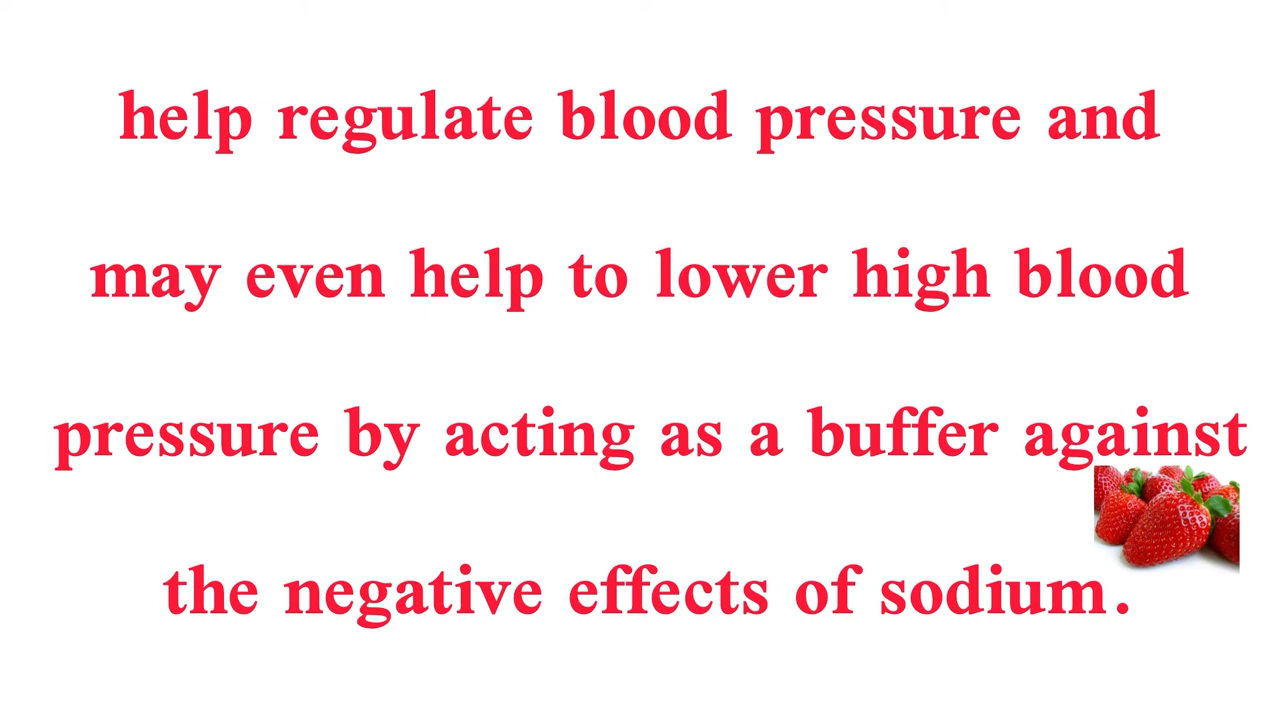 help regulate blood pressure and
may even help to lower high blood
pressure by acting as a buffer against
the negative effects of sodium.